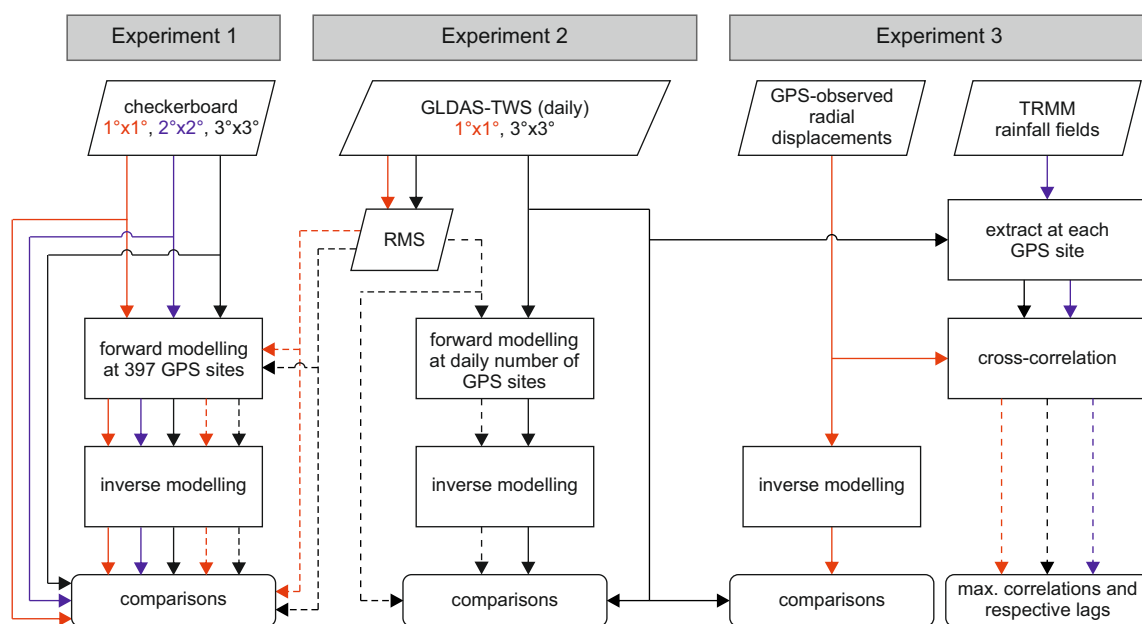 Experiment 1
Experiment 2
Experiment 3
checkerboard
1°x1°, 2°x2°, 3°x3°
GLDAS-TWS (daily)
1°x1°, 3°x3°
GPS-observed
radial
displacements
TRMM
rainfall fields
RMS
extract at each
GPS site
forward modelling
at 397 GPS sites
forward modelling
at daily number of
GPS sites
cross-correlation
inverse modelling
inverse modelling
inverse modelling
comparisons
comparisons
comparisons
max. correlations and
respective lags